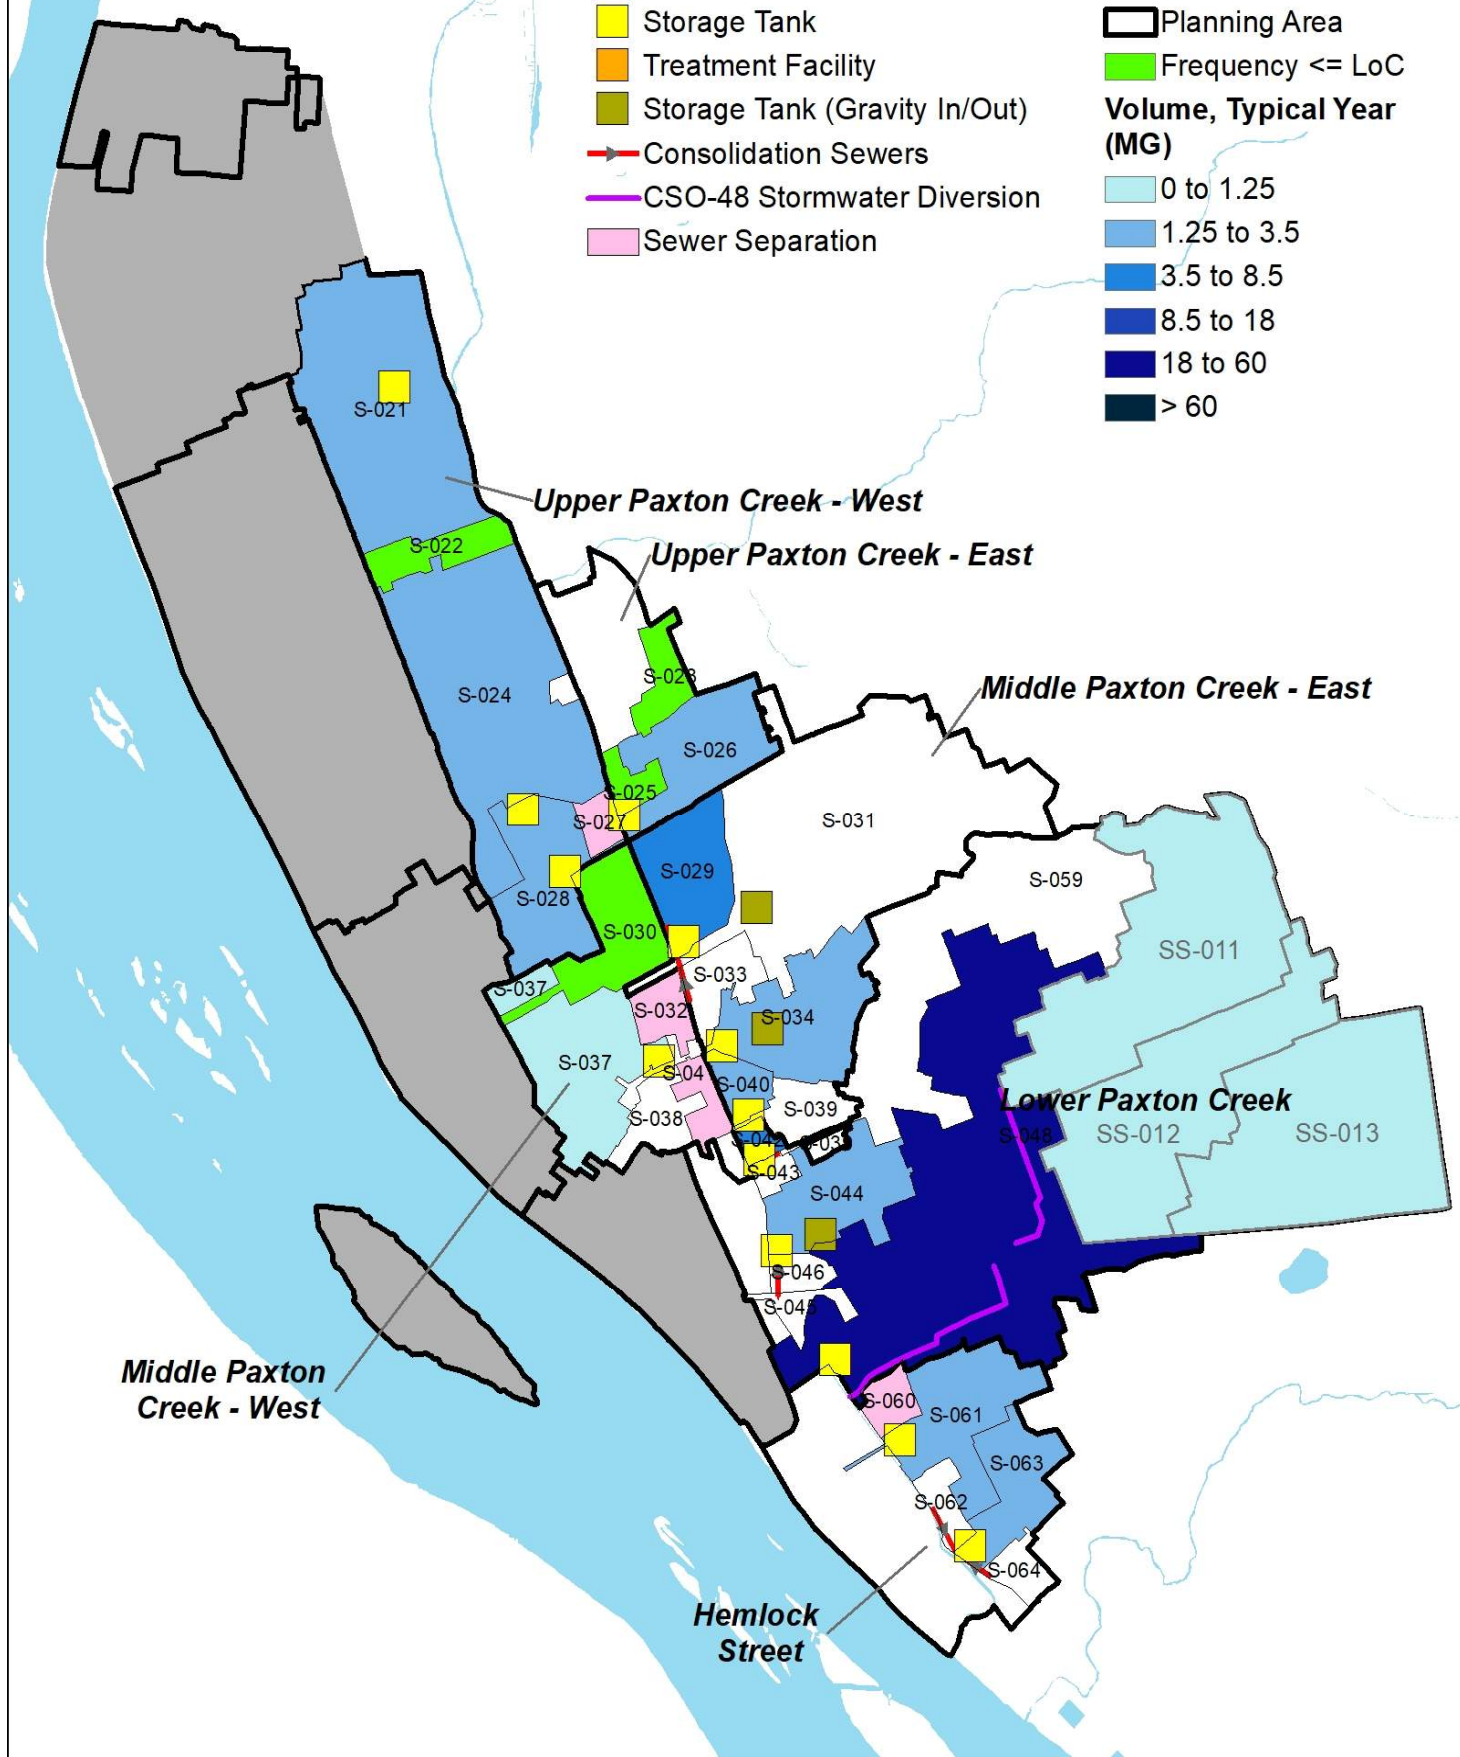 Storage Tank
Treatment Facility
Storage Tank (Gravity In/Out)
Consolidation Sewers
CSO-48 Stormwater Diversion
Sewer Separation
Planning Area
Frequency <= LoC
Volume, Typical Year
(MG)
0 to 1.25
1.25 to 3.5
3.5 to 8.5
8.5 to 18
18 to 60
> 60
S-021
Upper Paxton Creek - West
S-022
Upper Paxton Creek - East
S-023
Middle Paxton Creek - East
S-024
S-026
S-025
S-027
S-031
S-029
S-059
S-028
S-030
SS-011
S-033
S-037
S-032
S-034
S-037
S-04
S-040
S-039
S-038
Lower Paxton Creek
S-048
SS-012
SS-013
S-042
S-03
S-043
S-044
S-046
S-045
Middle Paxton
Creek - West
S-060
S-061
S-063
S-062
S-064
Hemlock
Street